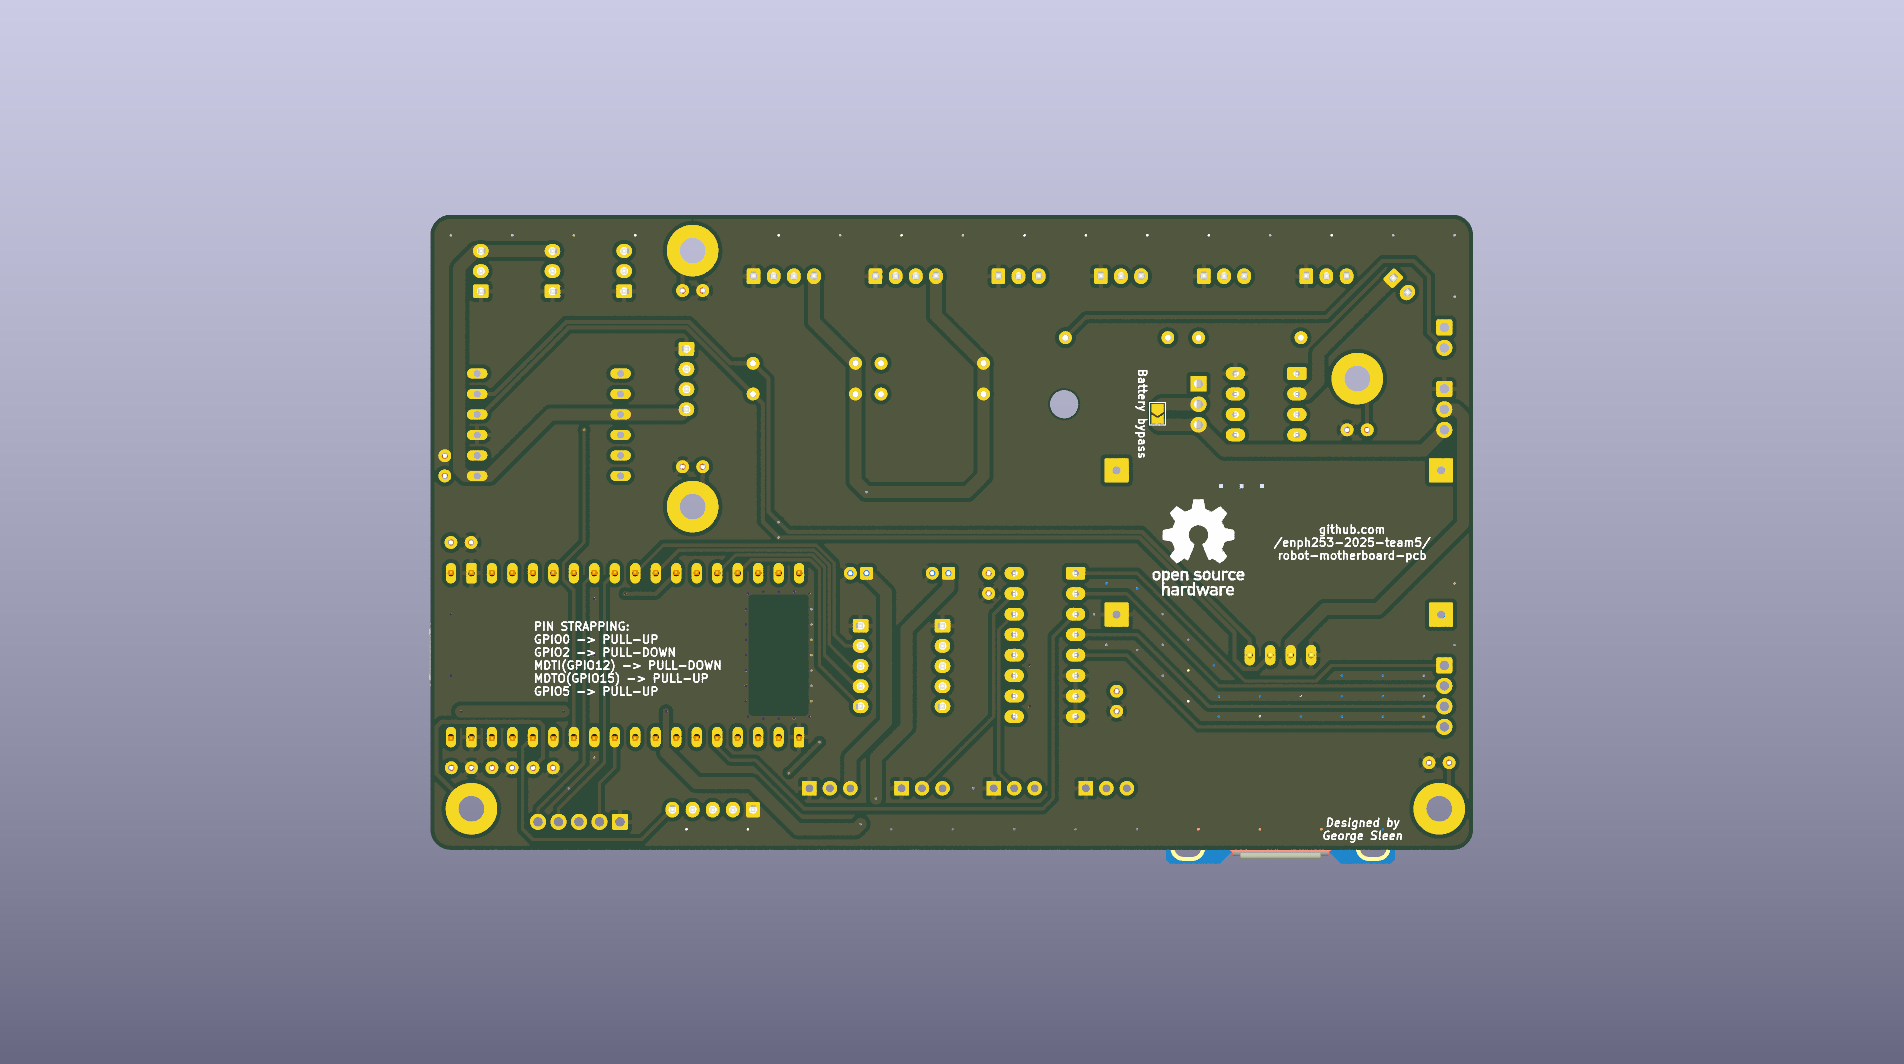 Battery bypass
github.com
/enph253-2025-team5/
robot-motherboard-pcb
open source
hardware
PIN STRAPPING:
GPIO0 -> PULL-UP
GPIO2 -> PULL-DOWN
MDTI(GPIO12) -> PULL-DOWN
MDTO(GPIO15) -> PULL-UP
GPIO5 -> PULL-UP
Designed by
George Sleen